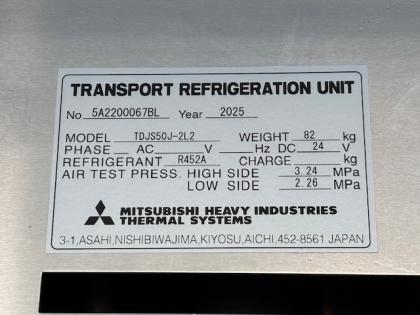 TRANSPORT REFRIGERATION UNIT
No 5A2200067BL Year 2025
MODEL TDJS50J-2L2 WEIGHT 82 kg
PHASE AC V Hz DC 24 V
REFRIGERANT R452A CHARGE kg
AIR TEST PRESS. HIGH SIDE 3.24 MPa
LOW SIDE 2.26 MPa
MITSUBISHI HEAVY INDUSTRIES
THERMAL SYSTEMS
3-1,ASAHI,NISHIBIWAJIMA,KIYOSU,AICHI,452-8561 JAPAN